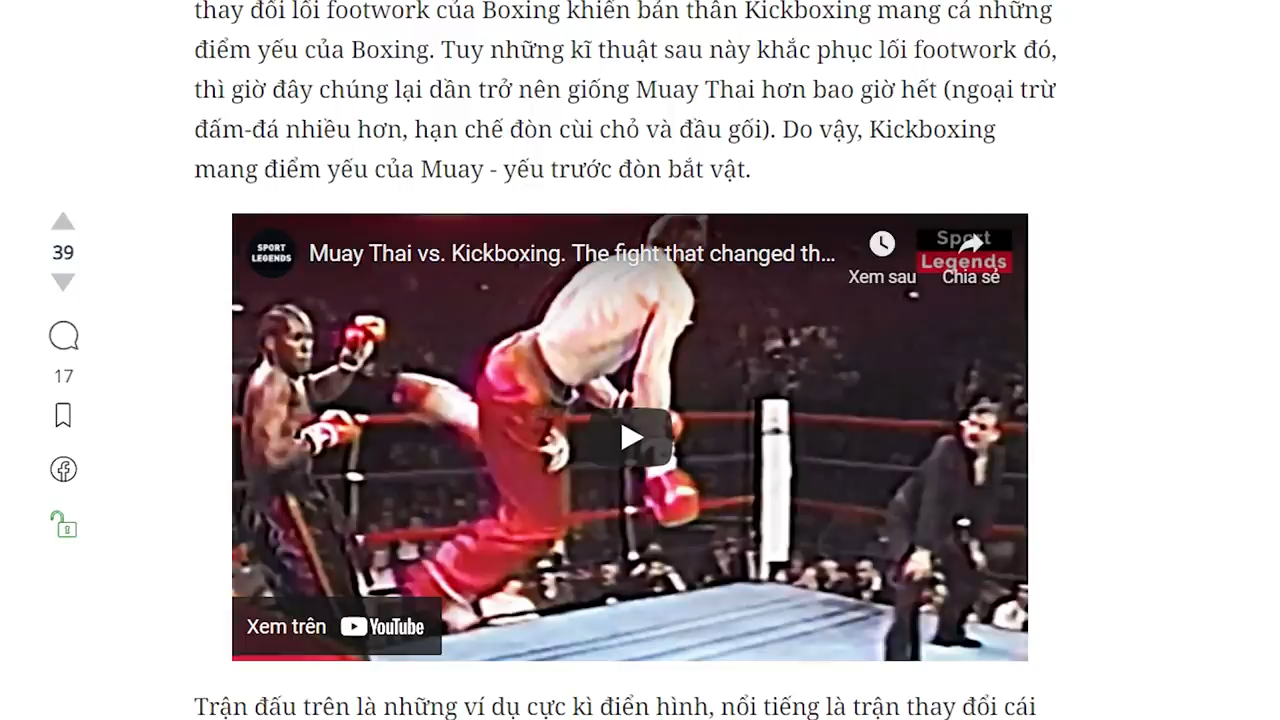 thay đổi lối footwork của Boxing khiến bản thân Kickboxing mang cả những
điểm yếu của Boxing. Tuy những kĩ thuật sau này khắc phục lối footwork đó,
thì giờ đây chúng lại dần trở nên giống Muay Thai hơn bao giờ hết (ngoại trừ
đấm-đá nhiều hơn, hạn chế đòn cùi chỏ và đầu gối). Do vậy, Kickboxing
mang điểm yếu của Muay - yếu trước đòn bắt vật.
39
17
SPORT
LEGENDS
Muay Thai vs. Kickboxing. The fight that changed th...
Xem sau
Chia sẻ
Sport
Legends
Xem trên
YouTube
Trận đấu trên là những ví dụ cực kì điển hình, nổi tiếng là trận thay đổi cái